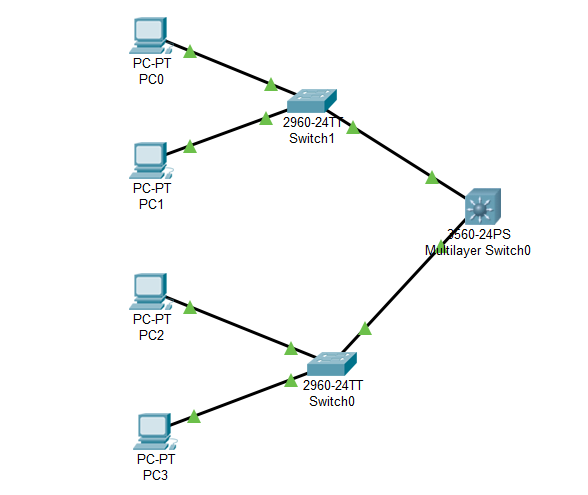 PC-PT
PC0
2960-24TT
Switch1
PC-PT
PC1
3560-24PS
Multilayer Switch0
PC-PT
PC2
2960-24TT
Switch0
PC-PT
PC3